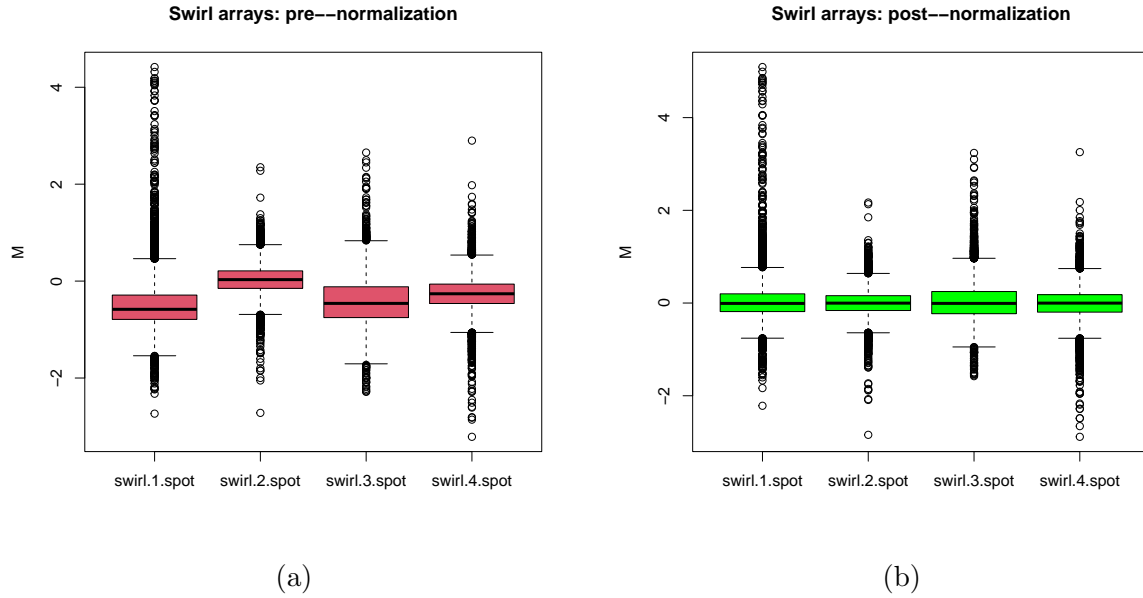 Swirl arrays: pre−−normalization
M
4
2
0
−2
swirl.1.spot swirl.2.spot swirl.3.spot swirl.4.spot
(a)
Swirl arrays: post−−normalization
M
4
2
0
−2
swirl.1.spot swirl.2.spot swirl.3.spot swirl.4.spot
(b)